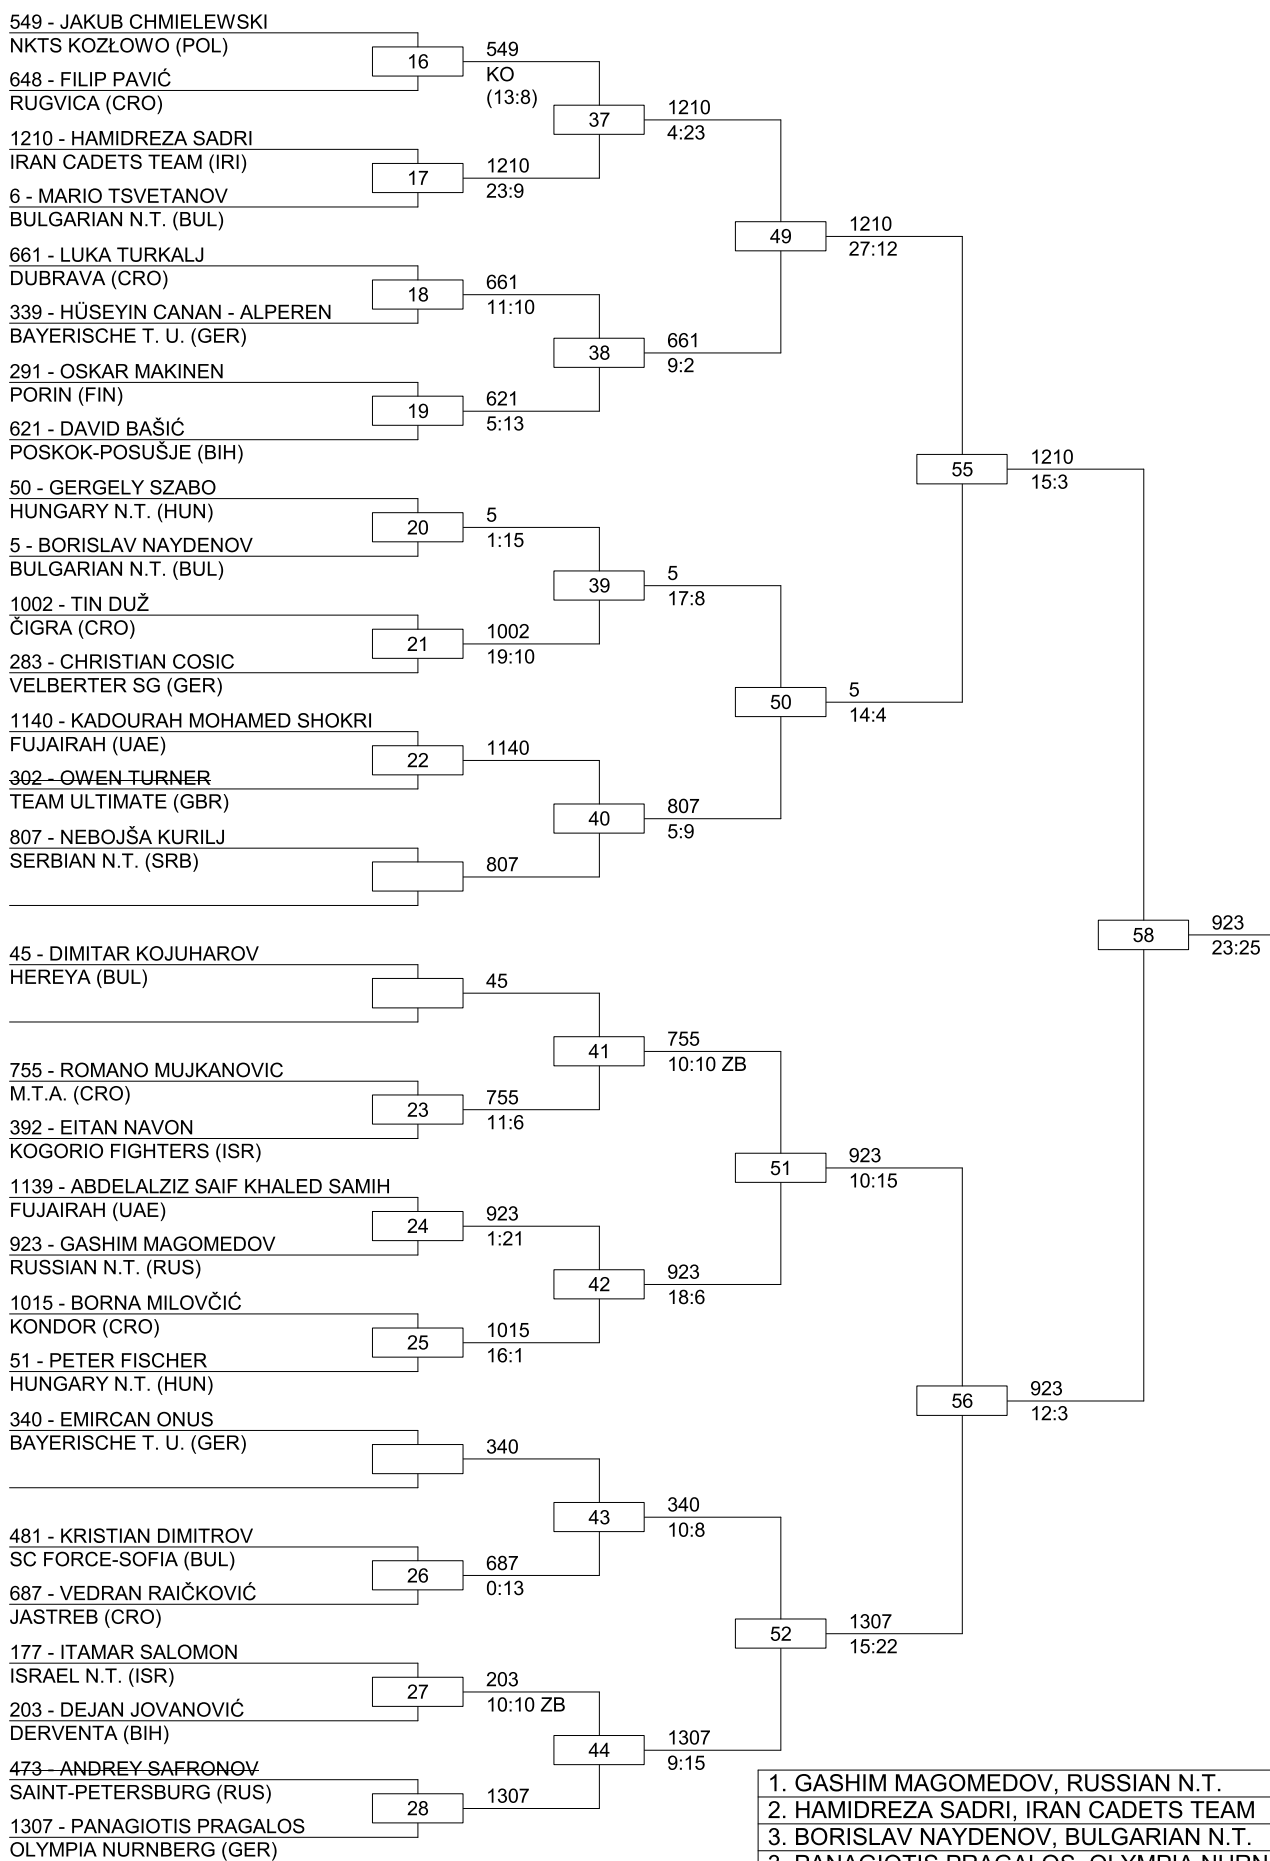 549 - JAKUB CHMIELEWSKI
NKTS KOZŁOWO (POL)
16
648 - FILIP PAVIĆ
RUGVICA (CRO)
549
KO
(13:8)
37
1210
4:23
1210 - HAMIDREZA SADRI
IRAN CADETS TEAM (IRI)
17
6 - MARIO TSVETANOV
BULGARIAN N.T. (BUL)
1210
23:9
49
1210
27:12
661 - LUKA TURKALJ
DUBRAVA (CRO)
18
339 - HÜSEYIN CANAN - ALPEREN
BAYERISCHE T. U. (GER)
661
11:10
38
661
9:2
291 - OSKAR MAKINEN
PORIN (FIN)
19
621 - DAVID BAŠIĆ
POSKOK-POSUŠJE (BIH)
621
5:13
55
1210
15:3
50 - GERGELY SZABO
HUNGARY N.T. (HUN)
20
5 - BORISLAV NAYDENOV
BULGARIAN N.T. (BUL)
5
1:15
39
5
17:8
1002 - TIN DUŽ
ČIGRA (CRO)
21
283 - CHRISTIAN COSIC
VELBERTER SG (GER)
1002
19:10
50
5
14:4
1140 - KADOURAH MOHAMED SHOKRI
FUJAIRAH (UAE)
22
302 - OWEN TURNER
TEAM ULTIMATE (GBR)
1140
40
807
5:9
807 - NEBOJŠA KURILJ
SERBIAN N.T. (SRB)
807
58
923
23:25
45 - DIMITAR KOJUHAROV
HEREYA (BUL)
45
41
755
10:10 ZB
755 - ROMANO MUJKANOVIC
M.T.A. (CRO)
23
392 - EITAN NAVON
KOGORIO FIGHTERS (ISR)
755
11:6
51
923
10:15
1139 - ABDELALZIZ SAIF KHALED SAMIH
FUJAIRAH (UAE)
24
923 - GASHIM MAGOMEDOV
RUSSIAN N.T. (RUS)
923
1:21
42
923
18:6
1015 - BORNA MILOVČIĆ
KONDOR (CRO)
25
51 - PETER FISCHER
HUNGARY N.T. (HUN)
1015
16:1
56
923
12:3
340 - EMIRCAN ONUS
BAYERISCHE T. U. (GER)
340
43
340
10:8
481 - KRISTIAN DIMITROV
SC FORCE-SOFIA (BUL)
26
687 - VEDRAN RAIČKOVIĆ
JASTREB (CRO)
687
0:13
52
1307
15:22
177 - ITAMAR SALOMON
ISRAEL N.T. (ISR)
27
203 - DEJAN JOVANOVIĆ
DERVENTA (BIH)
203
10:10 ZB
44
1307
9:15
473 - ANDREY SAFRONOV
SAINT-PETERSBURG (RUS)
28
1307 - PANAGIOTIS PRAGALOS
OLYMPIA NURNBERG (GER)
1307
1. GASHIM MAGOMEDOV, RUSSIAN N.T.
2. HAMIDREZA SADRI, IRAN CADETS TEAM
3. BORISLAV NAYDENOV, BULGARIAN N.T.
3. PANAGIOTIS PRAGALOS, OLYMPIA